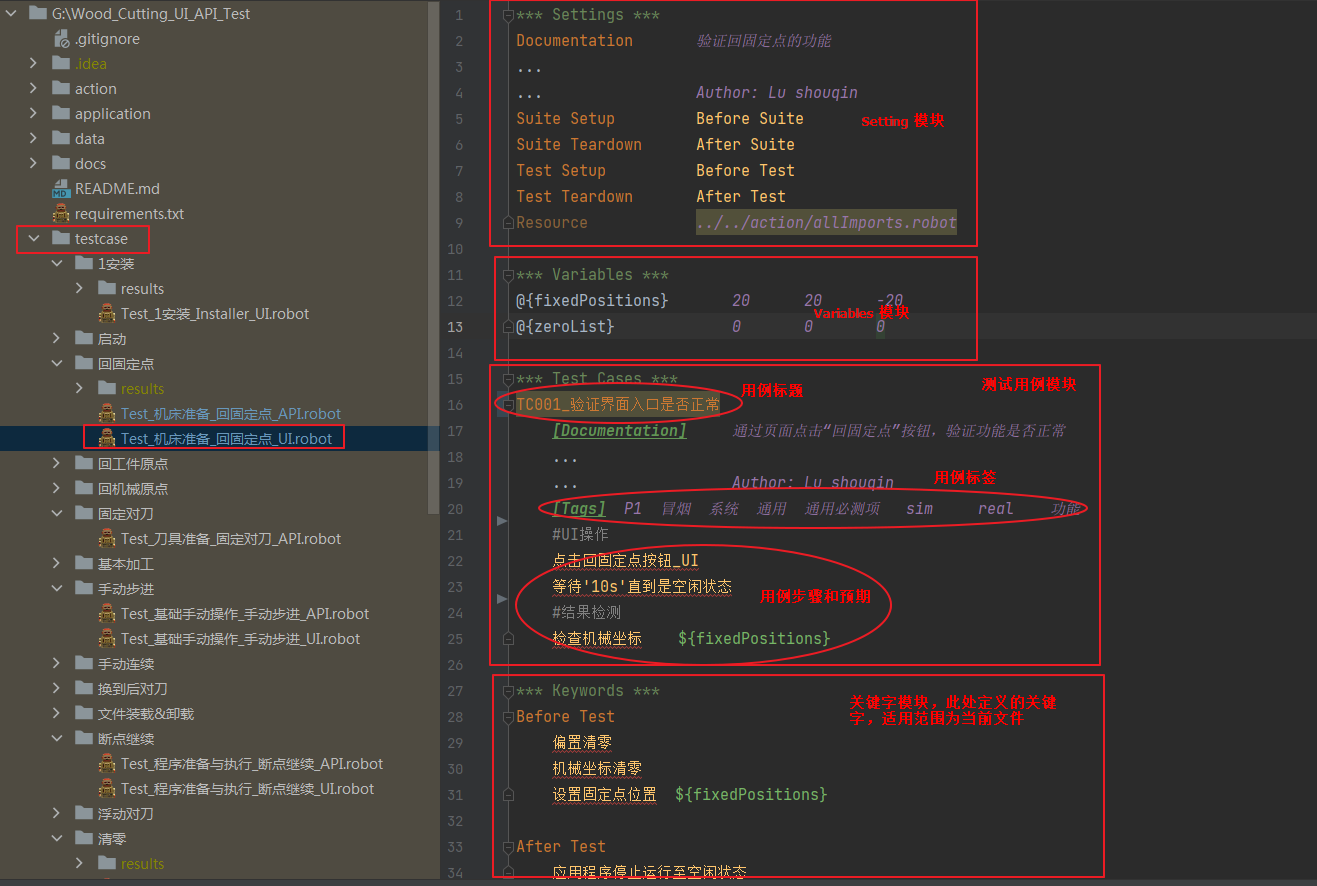 G:\Wood_Cutting_UI_API_Test
.gitignore
.idea
action
application
data
docs
README.md
requirements.txt
testcase
1安装
results
Test_1安装_Installer_UI.robot
启动
回固定点
results
Test_机床准备_回固定点_API.robot
Test_机床准备_回固定点_UI.robot
回工件原点
回机械原点
固定对刀
Test_刀具准备_固定对刀_API.robot
基本加工
手动步进
Test_基础手动操作_手动步进_API.robot
Test_基础手动操作_手动步进_UI.robot
手动连续
换到后对刀
文件装载&卸载
断点继续
Test_程序准备与执行_断点继续_API.robot
Test_程序准备与执行_断点继续_UI.robot
浮动对刀
清零
results
1 *** Settings ***
2 Documentation 验证回固定点的功能
3 ...
4 ... Author: Lu shouqin
5 Suite Setup Before Suite
Setting 模块
6 Suite Teardown After Suite
7 Test Setup Before Test
8 Test Teardown After Test
9 Resource ../../action/allImports.robot
10
11 *** Variables ***
12 @{fixedPositions} 20 20 -20
Variables 模块
13 @{zeroList} 0 0 0
14
15 *** Test Cases ***
用例标题
测试用例模块
16 TC001_验证界面入口是否正常
17 [Documentation] 通过页面点击“回固定点”按钮，验证功能是否正常
18 ...
19 ... Author: Lu shouqin
用例标签
20 [Tags] P1 冒烟 系统 通用 通用必测项 sim real 功能
21 #UI操作
22 点击回固定点按钮_UI
23 等待'10s'直到是空闲状态
用例步骤和预期
24 #结果检测
25 检查机械坐标 ${fixedPositions}
26
27 *** Keywords ***
关键字模块，此处定义的关键
字，适用范围为当前文件
28 Before Test
29 偏置清零
30 机械坐标清零
31 设置固定点位置 ${fixedPositions}
32
33 After Test
34 应用程序停止运行至空闲状态